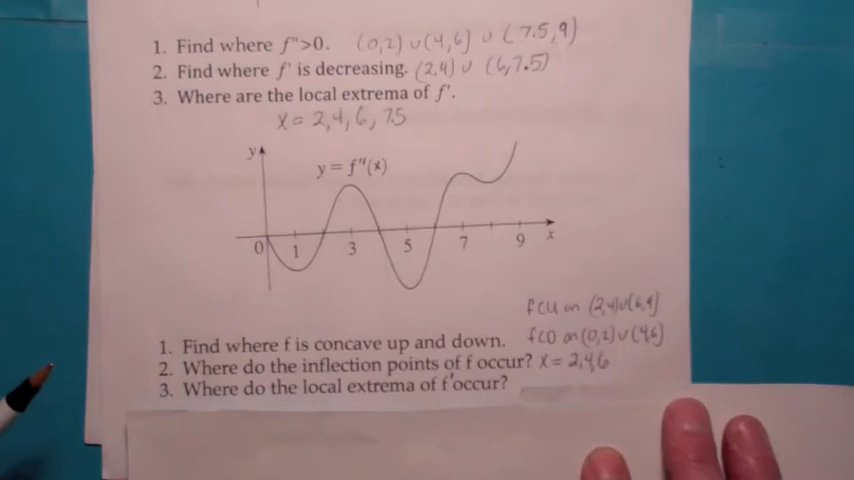 1. Find where f">0. (0,2) ∪ (4,6) ∪ (7.5,9)
2. Find where f' is decreasing. (2,4) ∪ (6,7.5)
3. Where are the local extrema of f'.
x = 2,4,6,7.5
y
y = f"(x)
0 1 3 5 7 9 x
f CU on (2,4)∪(6,9)
1. Find where f is concave up and down. f CD on (0,2)∪(4,6)
2. Where do the inflection points of f occur? x = 2,4,6
3. Where do the local extrema of f' occur?